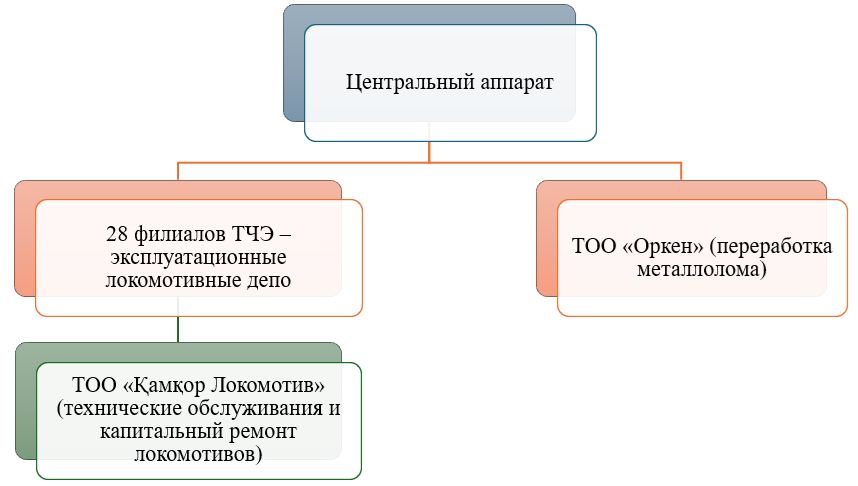 Центральный аппарат
28 филиалов ТЧЭ –
эксплуатационные
локомотивные депо
ТОО «Оркен» (переработка
металлолома)
ТОО «Қамқор Локомотив»
(технические обслуживания и
капитальный ремонт
локомотивов)